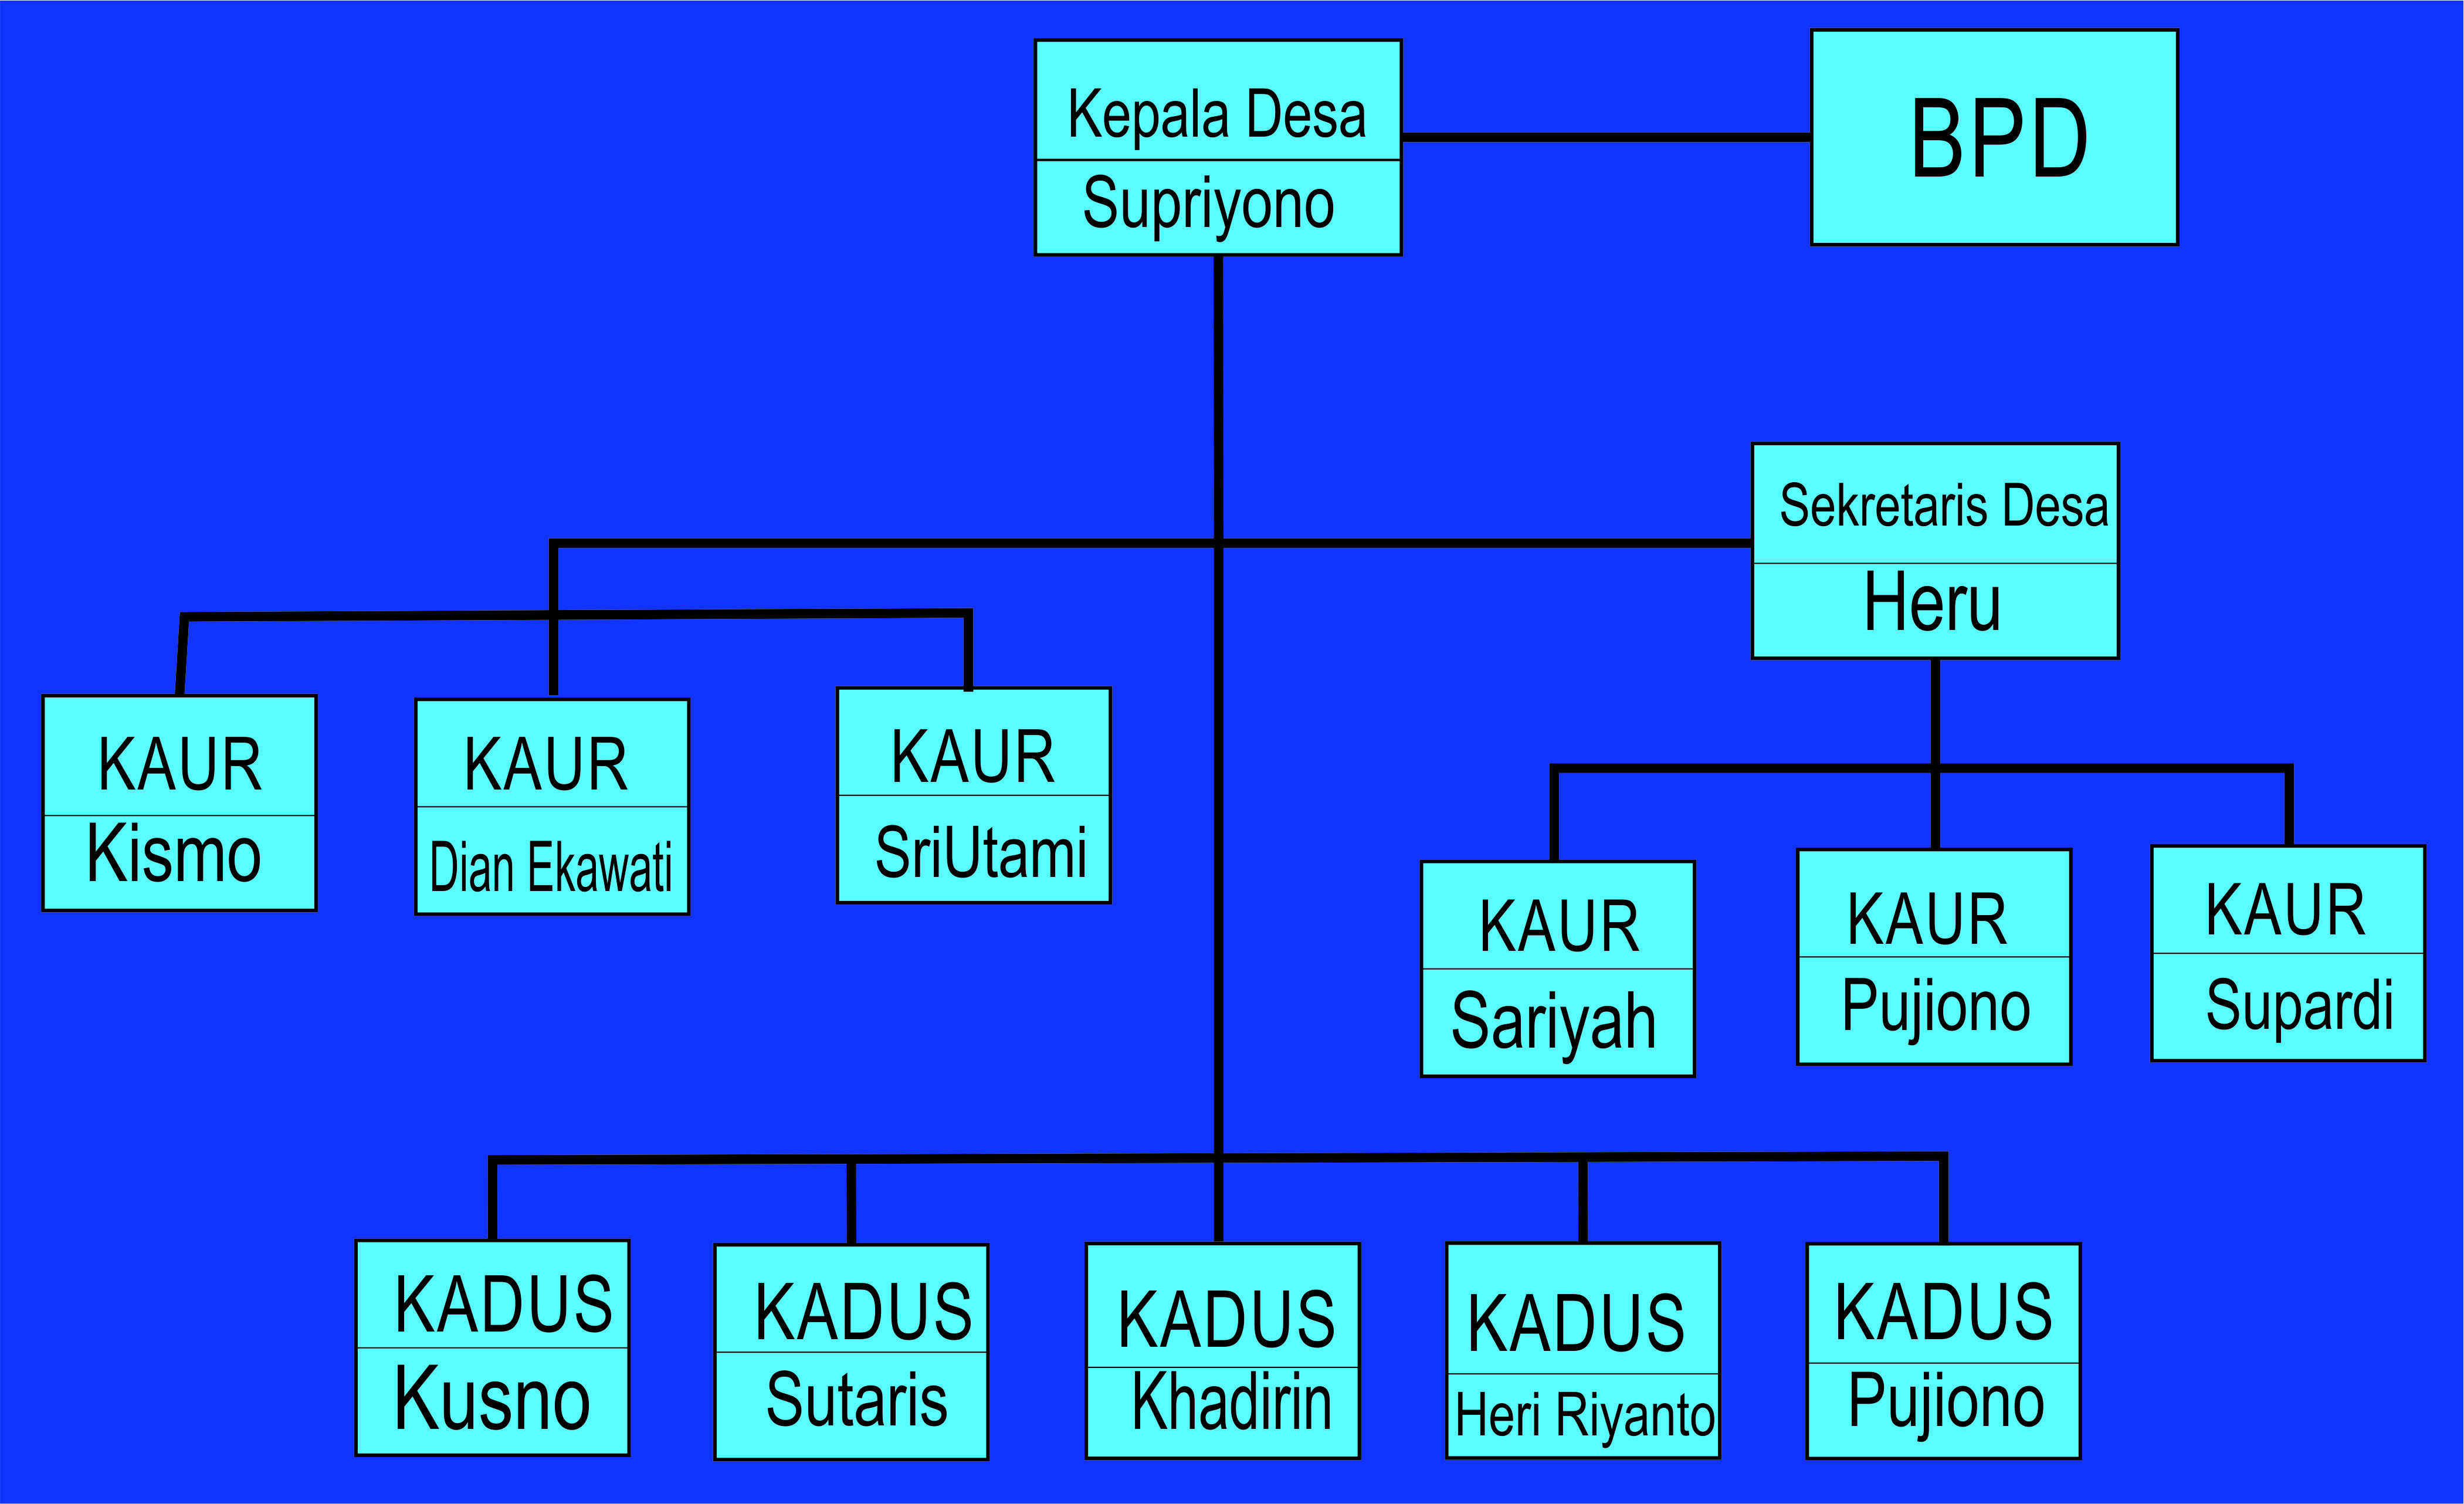 Kepala Desa
Supriyono
BPD
Sekretaris Desa
Heru
KAUR
Kismo
KAUR
Dian Ekawati
KAUR
SriUtami
KAUR
Sariyah
KAUR
Pujiono
KAUR
Supardi
KADUS
Kusno
KADUS
Sutaris
KADUS
Khadirin
KADUS
Heri Riyanto
KADUS
Pujiono